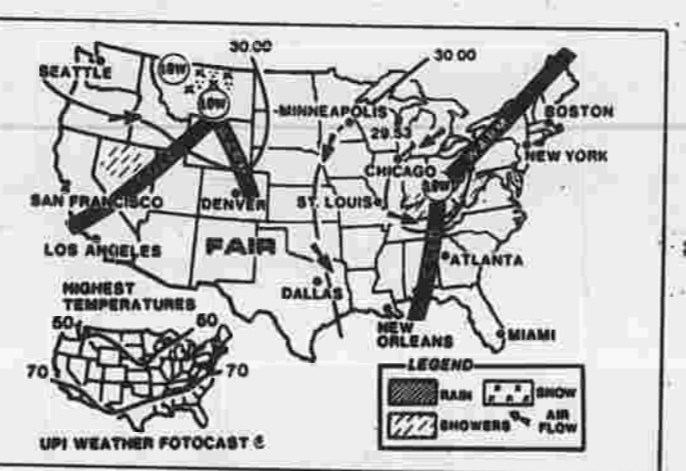 30.00
30.00
SEATTLE
LOW
LOW
MINNEAPOLIS
29.53
BOSTON
CHICAGO
NEW YORK
LOW
SAN FRANCISCO
DENVER
ST. LOUIS
LOS ANGELES
FAIR
ATLANTA
DALLAS
HIGHEST
TEMPERATURES
NEW
ORLEANS
MIAMI
50
50
70
70
LEGEND
RAIN
SNOW
SHOWERS
AIR
FLOW
UPI WEATHER FOTOCAST ©